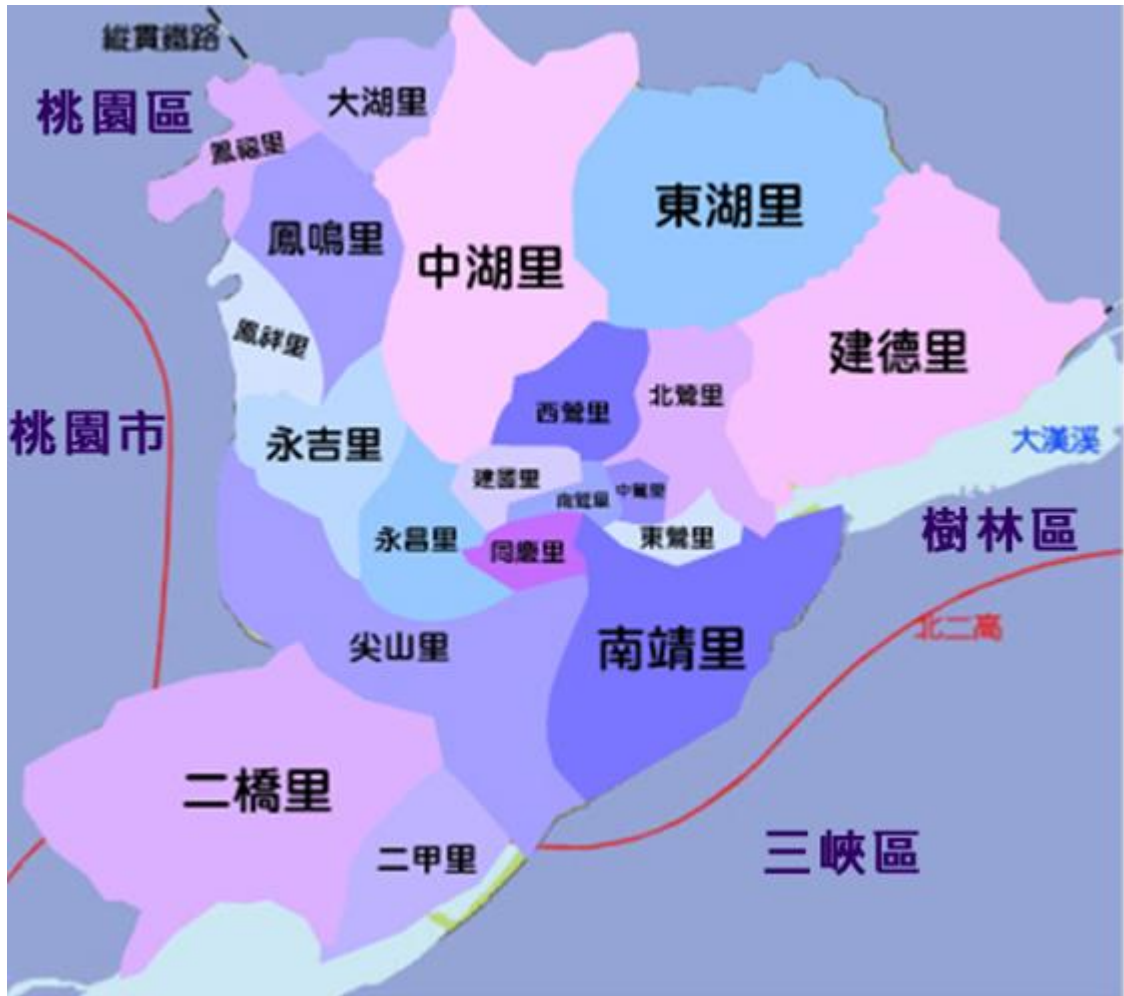 縱貫鐵路
桃園區
大湖里
鳳福里
東湖里
鳳鳴里
中湖里
鳳祥里
建德里
北鶯里
西鶯里
桃園市
永吉里
大漢溪
建國里
中鶯里
南鶯里
樹林區
東鶯里
永昌里
同慶里
北二高
尖山里
南靖里
二橋里
三峽區
二甲里